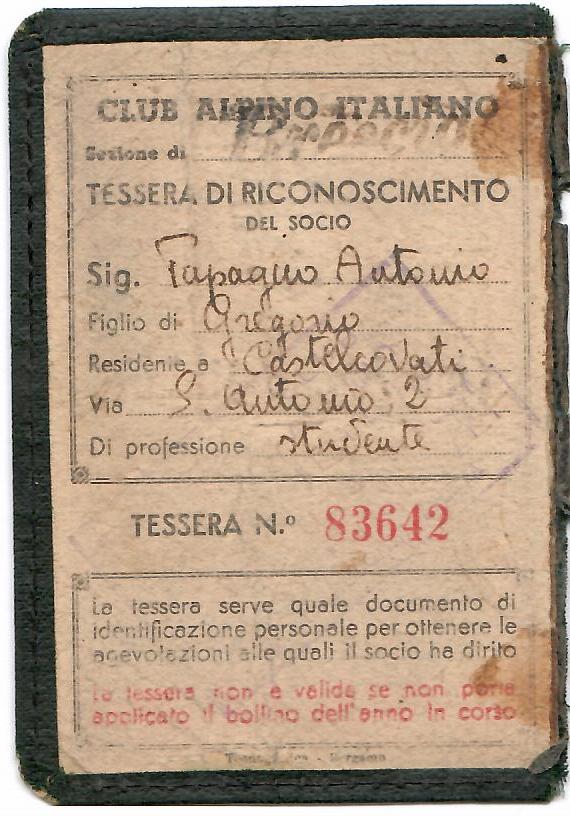 CLUB ALPINO ITALIANO
Sezione di
TESSERA DI RICONOSCIMENTO
DEL SOCIO
Sig. Papagno Antonio
Figlio di Gregorio
Residente a Castelcovati
Via S. Antonio, 2
Di professione studente
TESSERA N.º 83642
La tessera serve quale documento di
identificazione personale per ottenere le
agevolazioni alle quali il socio ha diritto
La tessera non è valida se non porta
applicato il bollino dell'anno in corso
Bergamo